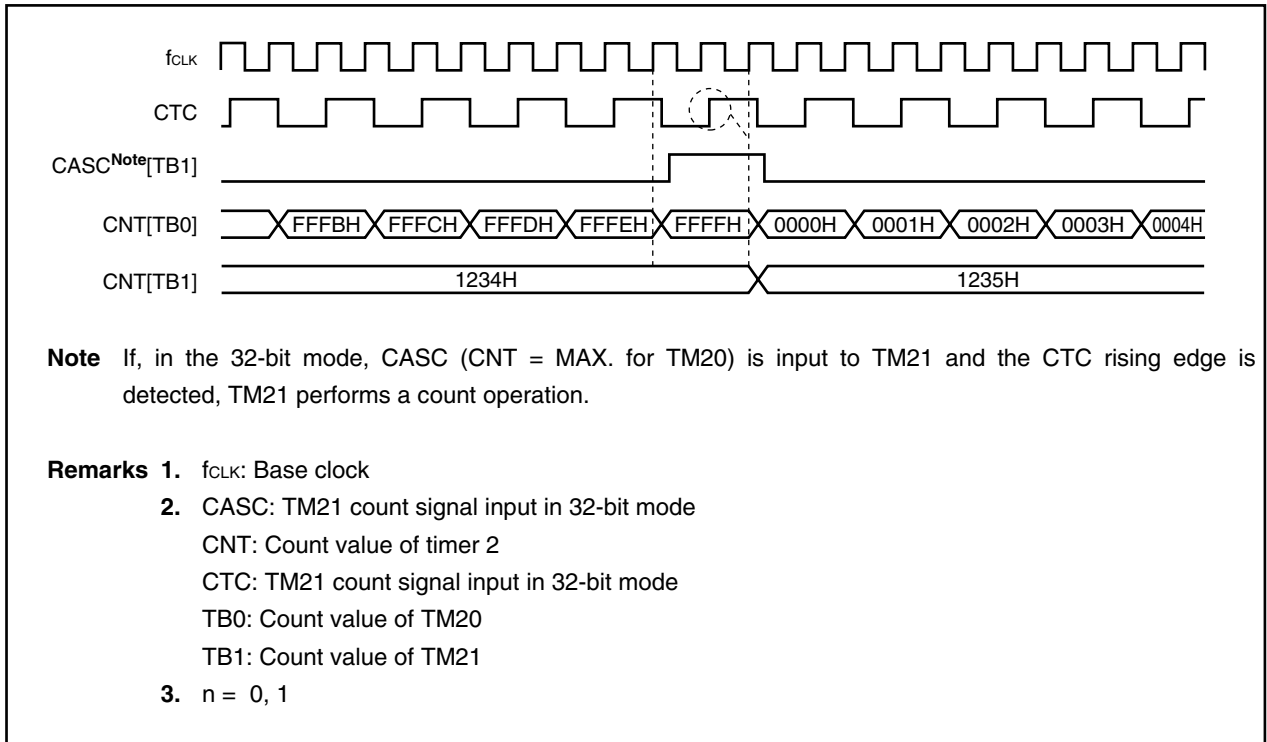 fCLK
CTC
CASCNote[TB1]
CNT[TB0] FFFBH FFFCH FFFDH FFFEH FFFFH 0000H 0001H 0002H 0003H 0004H
CNT[TB1] 1234H 1235H
Note If, in the 32-bit mode, CASC (CNT = MAX. for TM20) is input to TM21 and the CTC rising edge is
detected, TM21 performs a count operation.
Remarks 1. fCLK: Base clock
2. CASC: TM21 count signal input in 32-bit mode
CNT: Count value of timer 2
CTC: TM21 count signal input in 32-bit mode
TB0: Count value of TM20
TB1: Count value of TM21
3. n = 0, 1